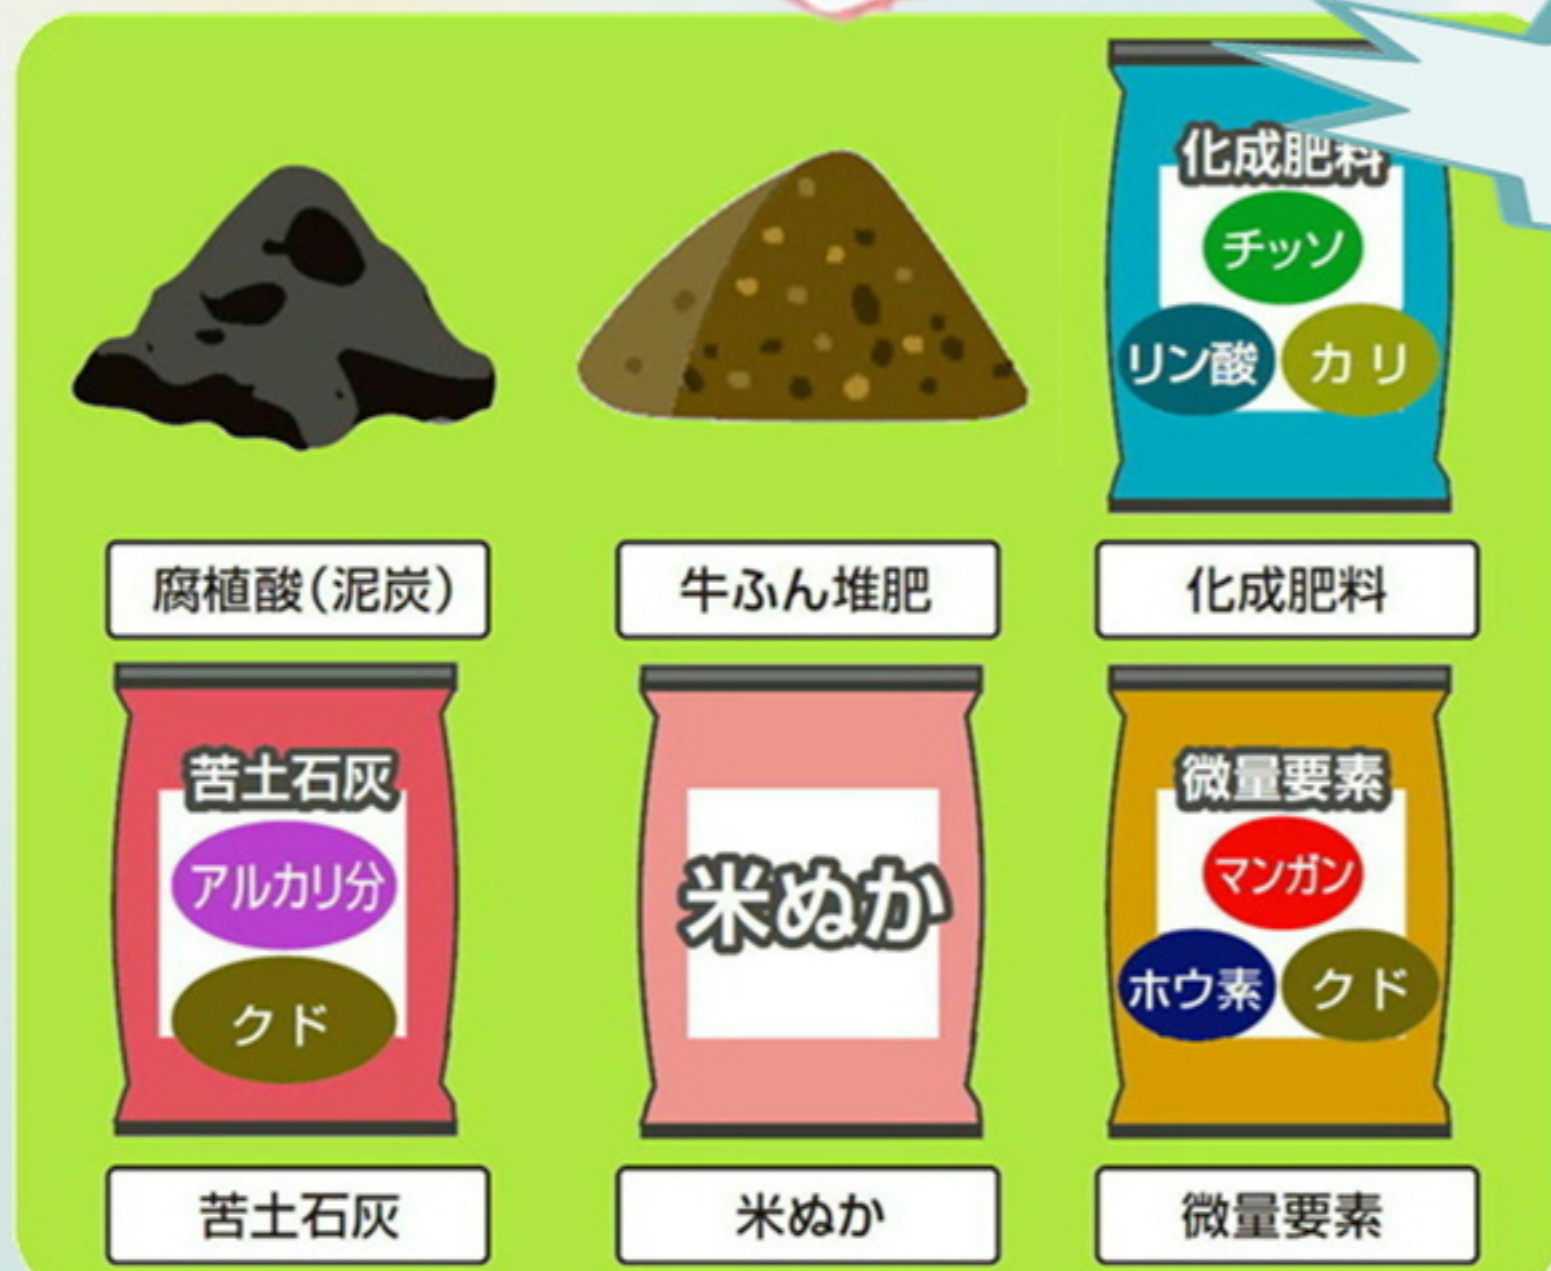 化成肥料
チッソ
リン酸 カリ
腐植酸(泥炭) 牛ふん堆肥 化成肥料
苦土石灰
アルカリ分
クド
米ぬか
微量要素
マンガン
ホウ素 クド
苦土石灰 米ぬか 微量要素